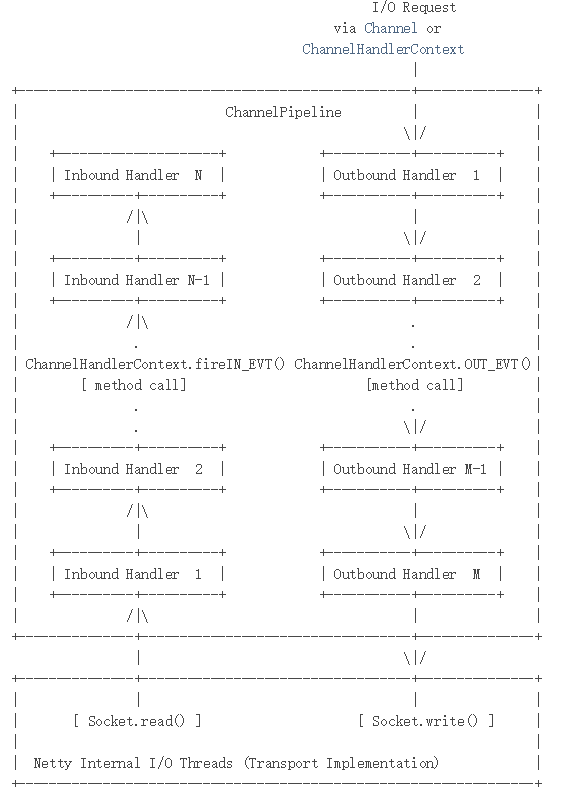 I/O Request
via Channel or
ChannelHandlerContext
ChannelPipeline
Inbound Handler N
Outbound Handler 1
Inbound Handler N-1
Outbound Handler 2
ChannelHandlerContext.fireIN_EVT() ChannelHandlerContext.OUT_EVT()
[ method call] [method call]
Inbound Handler 2
Outbound Handler M-1
Inbound Handler 1
Outbound Handler M
[ Socket.read() ] [ Socket.write() ]
Netty Internal I/O Threads (Transport Implementation)